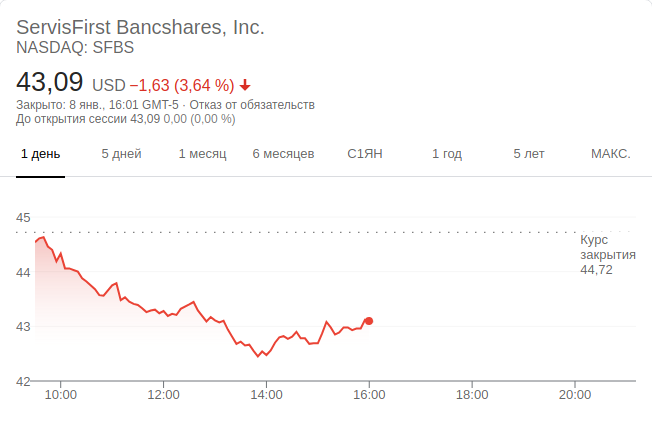 ServisFirst Bancshares, Inc.
NASDAQ: SFBS
43,09 USD −1,63 (3,64 %)
Закрыто: 8 янв., 16:01 GMT-5 · Отказ от обязательств
До открытия сессии 43,09 0,00 (0,00 %)
1 день 5 дней 1 месяц 6 месяцев С1ЯН 1 год 5 лет МАКС.
45
Курс
закрытия
44,72
44
43
42
10:00 12:00 14:00 16:00 18:00 20:00